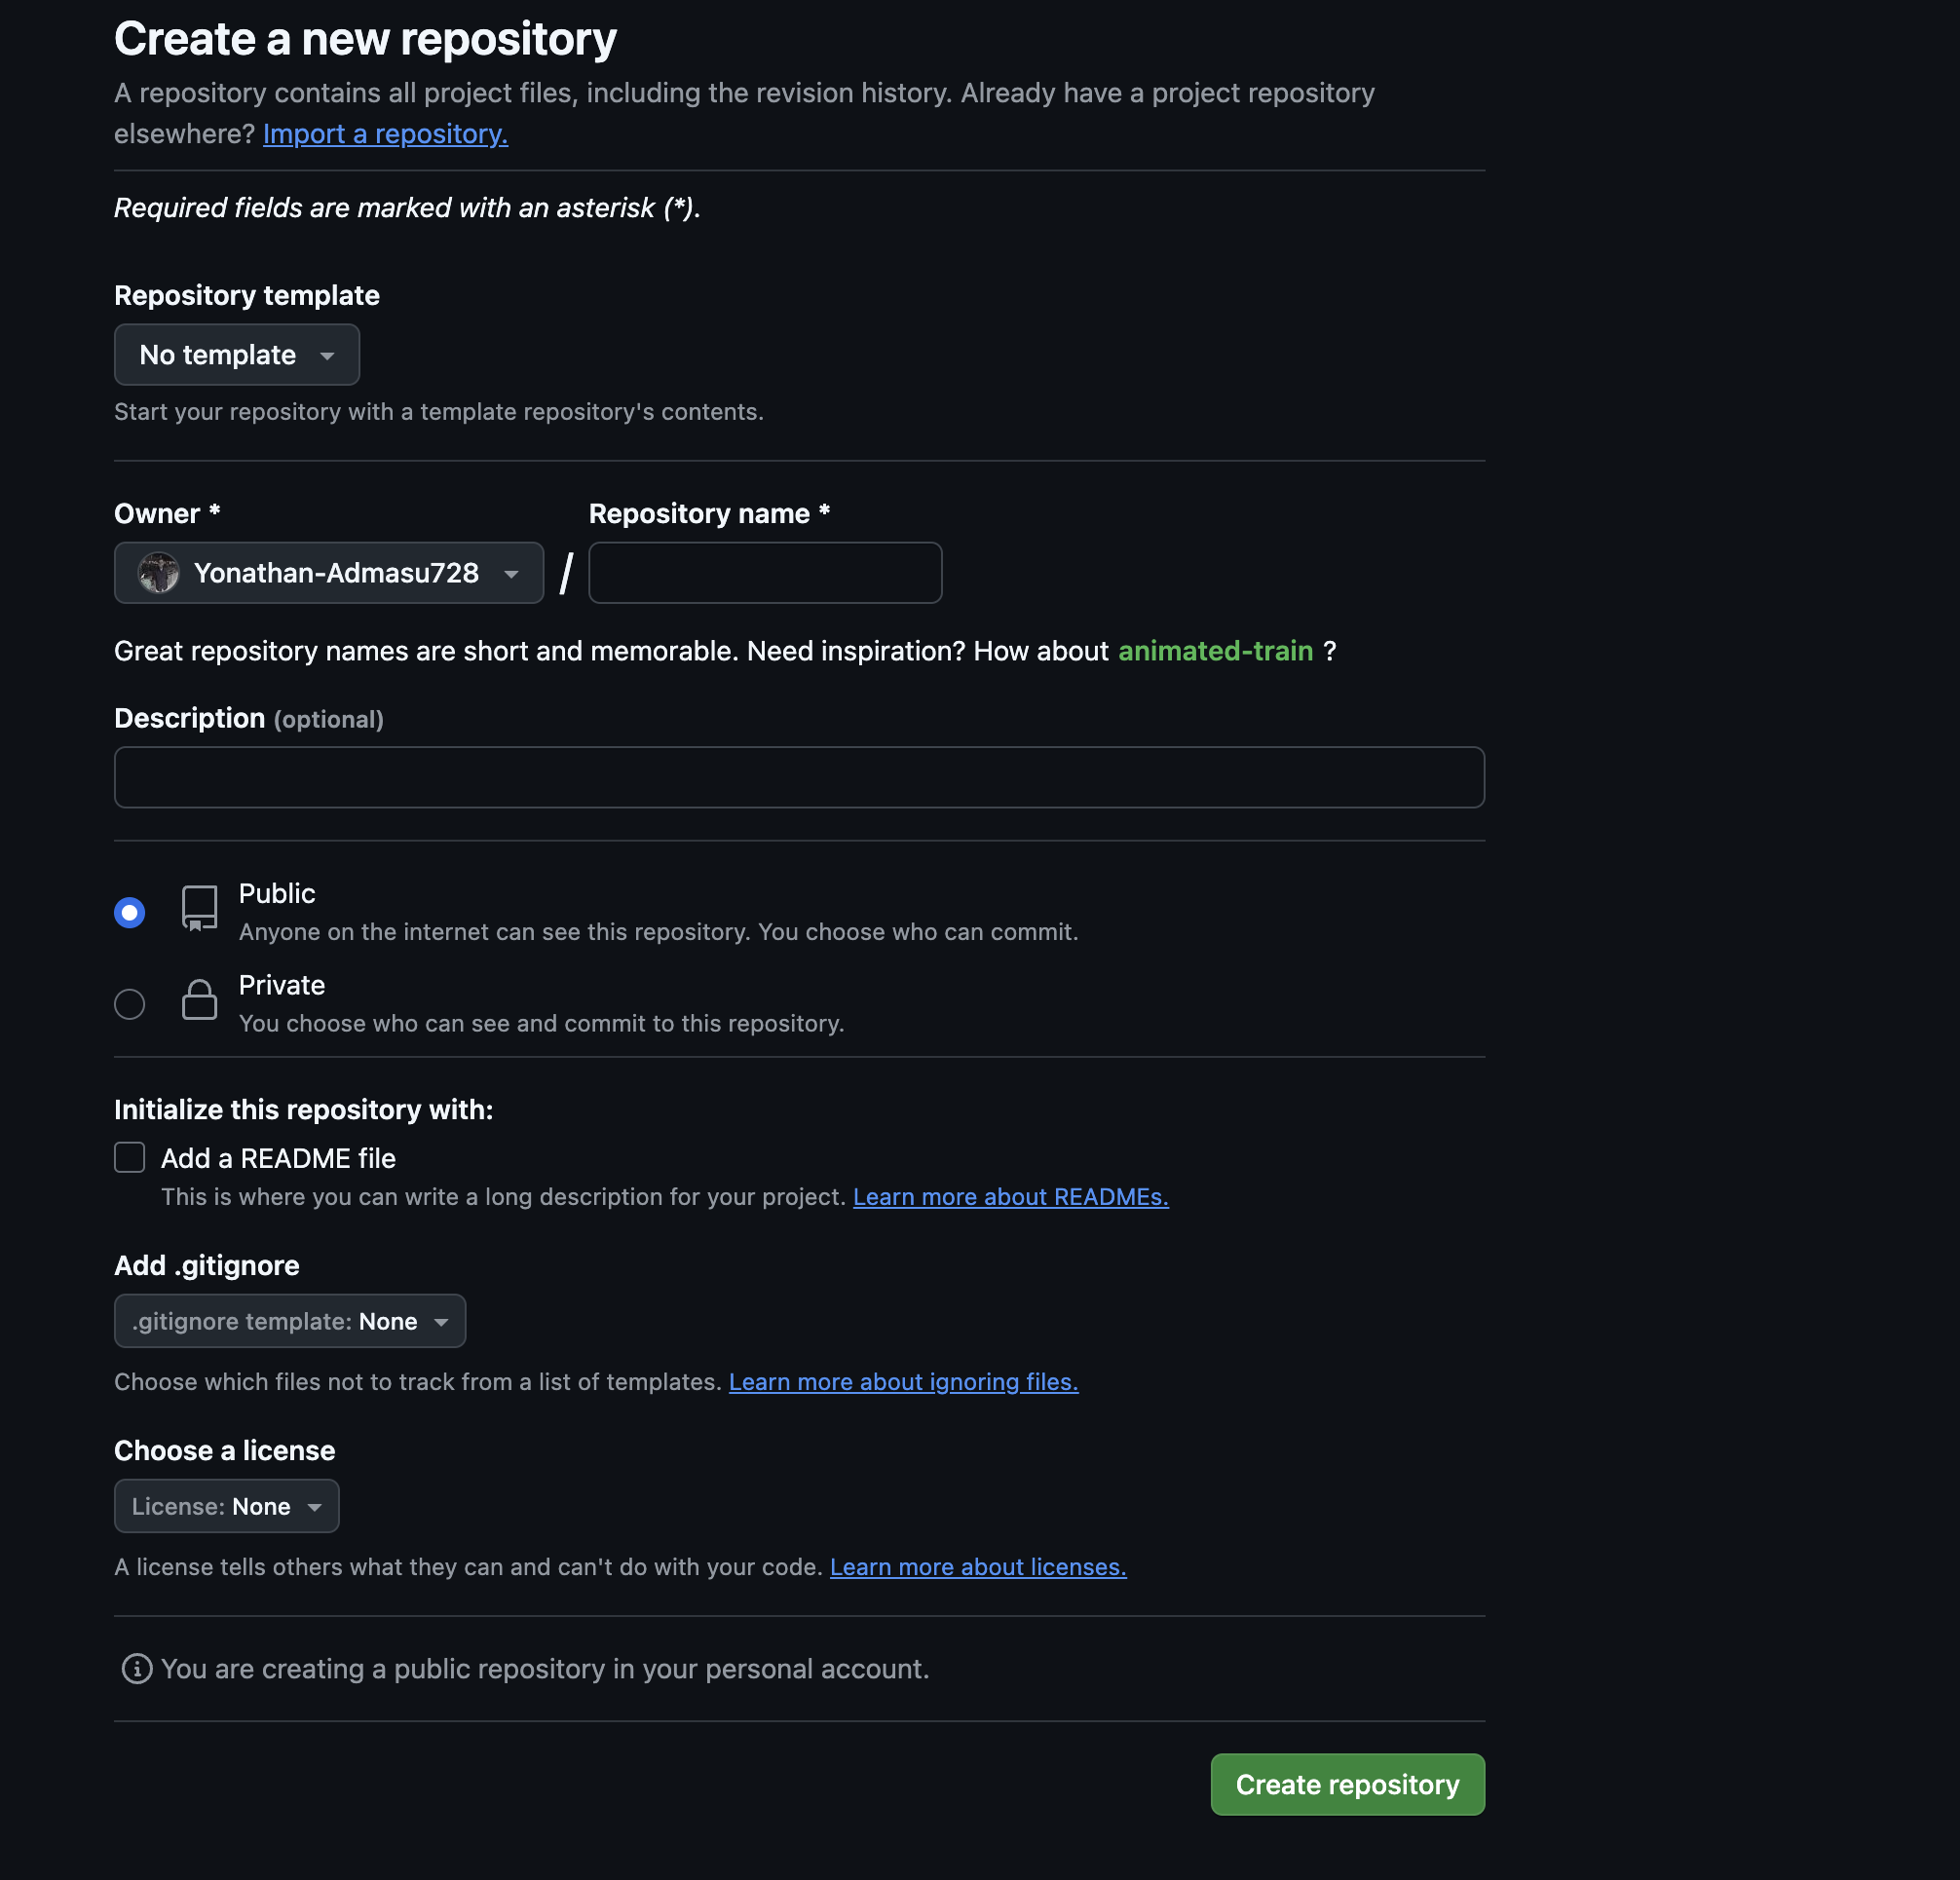 Create a new repository
A repository contains all project files, including the revision history. Already have a project repository
elsewhere? Import a repository.
Required fields are marked with an asterisk (*).
Repository template
No template
Start your repository with a template repository's contents.
Owner *
Repository name *
Yonathan-Admasu728
/
Great repository names are short and memorable. Need inspiration? How about animated-train ?
Description (optional)
Public
Anyone on the internet can see this repository. You choose who can commit.
Private
You choose who can see and commit to this repository.
Initialize this repository with:
Add a README file
This is where you can write a long description for your project. Learn more about READMEs.
Add .gitignore
.gitignore template: None
Choose which files not to track from a list of templates. Learn more about ignoring files.
Choose a license
License: None
A license tells others what they can and can't do with your code. Learn more about licenses.
You are creating a public repository in your personal account.
Create repository